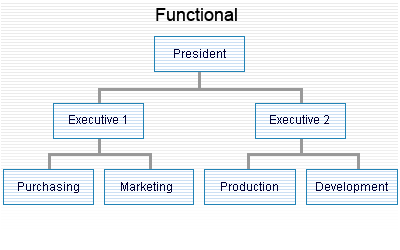 Functional
President
Executive 1
Executive 2
Purchasing
Marketing
Production
Development